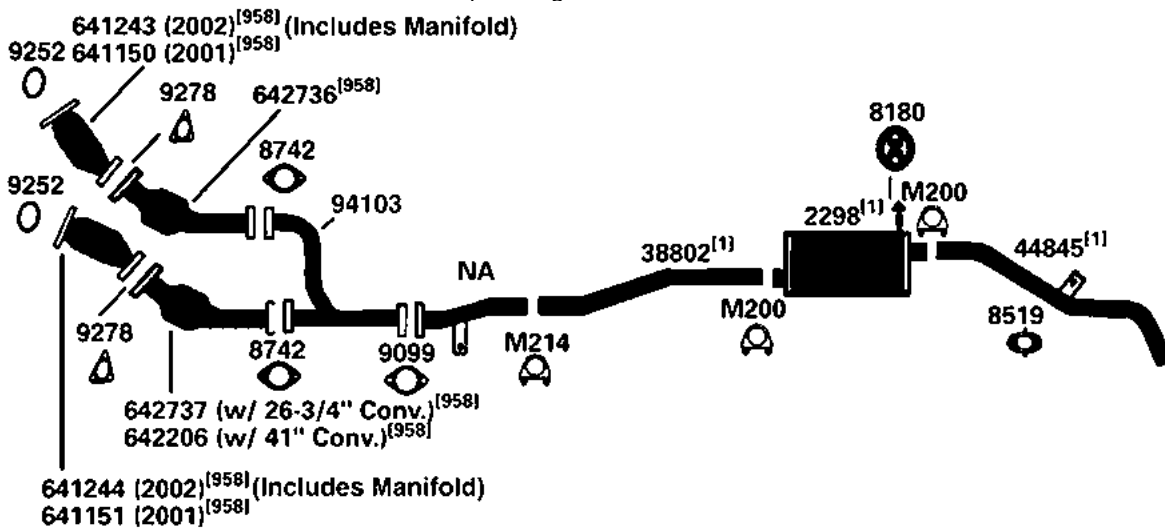 641243 (2002)[958] (Includes Manifold)
9252 641150 (2001)[958]
9278
642736[958]
8742
9252
94103
8180
M200
2298[1]
38802[1]
44845[1]
NA
M200
8519
9278
8742
9099
M214
642737 (w/ 26-3/4" Conv.)[958]
642206 (w/ 41" Conv.)[958]
641244 (2002)[958] (Includes Manifold)
641151 (2001)[958]